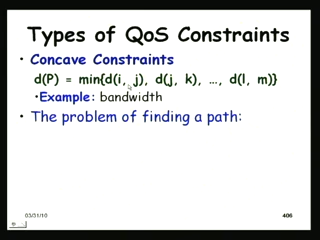 Types of QoS Constraints
• Concave Constraints
d(P) = min{d(i, j), d(j, k), …, d(l, m)}
•Example: bandwidth
• The problem of finding a path:
03/31/10
406